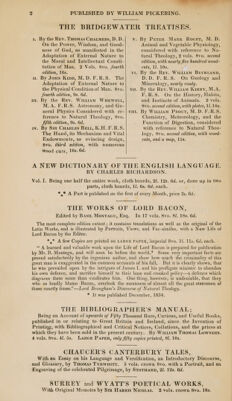 2 PUBLISHED BY WILLIAM PICKERING.
THE BRIDGEWATER TREATISES.
I. By the Rev. Thomas Chalmers, D. D.
On the Power, Wisdom, and Good-
ness of God, as manifested in the
Adaptation of External Nature to
the Moral and Intellectual Consti-
tution of Man. 2 Vols. 8vo. fourth
edition, 16s.
II. By John Kidd, M. D. F. R. S. The
Adaptation of External Nature to
the Physical Condition of Man. 8vo.
fourth edition, 9s. 6d.
III. By the Rev. William Whewell,
M. A. F. R. S. Astronomy, and Ge-
neral Physics Considered with re-
ference to Natural Theology, 8vo.
fifth edition, 9s. 6d.
IV. By Sir Charles Bell, K.H. F. R. S.
The Hand, its Mechanism and Vital
Endowments, as evincing design,
8vo. third edition, with numerous
wood cuts, 10s. 6d.
V. By Peter Mark Roget, M. D.
Animal and Vegetable Physiology,
considered with reference to Na-
tural Theology, 2 vols. 8vo. second
edition, with nearly five hundred wood-
cuts, 1l. 10s.
VI. By the Rev. William Buckland,
D. D. F. R. S. On Geology and
Mineralogy, nearly ready.
VII. By the Rev. William Kirby, M. A.
F. R. S. On the History, Habits,
and Instincts of Animals. 2 vols.
8vo. second edition, with plates, 1l. 10s.
VIII. By William Prout, M.D. F.R.S.
Chemistry, Meteorology, and the
Function of Digestion, considered
with reference to Natural Theo-
logy, 8vo. second edition, with wood-
cuts, and a map, 15s.
A NEW DICTIONARY OF THE ENGLISH LANGUAGE.
BY CHARLES RICHARDSON.
Vol. I. Being one half the entire work, cloth boards, 2l. 12s. 6d. or, done up in two
parts, cloth boards, 1l. 6s. 6d. each.
*** A Part is published on the first of every Month, price 3s. 6d.
THE WORKS OF LORD BACON,
Edited by Basil Montagu, Esq. In 17 vols. 8vo. 8l. 18s. 6d.
The most complete edition extant: it contains translations as well as the original of the
Latin Works, and is illustrated by Portraits, Views, and Fac-similies. with a New Life of
Lord Bacon by the Editor.
*** A few Copies are printed on large paper, imperial 8vo. 1l. 11s. 6d. each.
“A learned and valuable work upon the Life of Lord Bacon is prepared for publication
by Mr. B. Montagu, and will soon be before the world.” Some very important points are
proved satisfactorily by the ingenious author, and show how much the criminality of this
great man is exaggerated in the common accounts of his fall. But it is clearly shown, that
he was prevailed upon by the intrigues of James I. and his profligate minister to abandon
his own defence, and sacrifice himself to their base and crooked policy—a defence which
disgraces them more than vindicates him. One thing, however, is undeniable, that they
who so loudly blame Bacon, overlook the meanness of almost all the great statesmen of
those courtly times.”—Lord Brougham's Discourse of Natural Theology.
* It was published December, 1834.
THE BIBLIOGRAPHER'S MANUAL;
Being an Account of upwards of Fifty Thousand Rare, Curious, and Useful Books,
published in or relating to Great Britain and Ireland, since the Invention of
Printing, with Bibliographical and Critical Notices, Collations, and the prices at
which they have been sold in the present century. By William Thomas Lowndes.
4 vols. 8vo. 4l. 5s. Large Paper, only fifty copies printed, 8l. 10s.
CHAUCER'S CANTERBURY TALES,
With an Essay on his Language and Versification, an Introductory Discourse,
and Glossary, by Thomas Tyrwhitt. 5 vols. crown 8vo. with a Portrait, and an
Engraving of the celebrated Pilgrimage, by Stothard, 2l. 12s. 6d.
SURREY and WYATT'S POETICAL WORKS.
With Original Memoirs by Sir Harris Nicolas. 2 vols. crown 8vo. 18s.